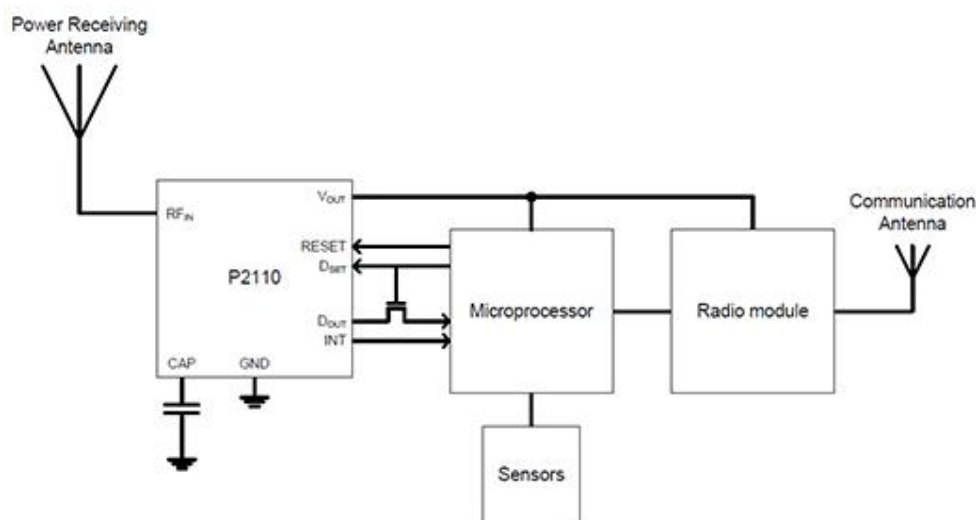 Power Receiving
Antenna
Communication
Antenna
RFIN
VOUT
RESET
DSET
P2110
DOUT
INT
CAP
GND
Microprocessor
Radio module
Sensors